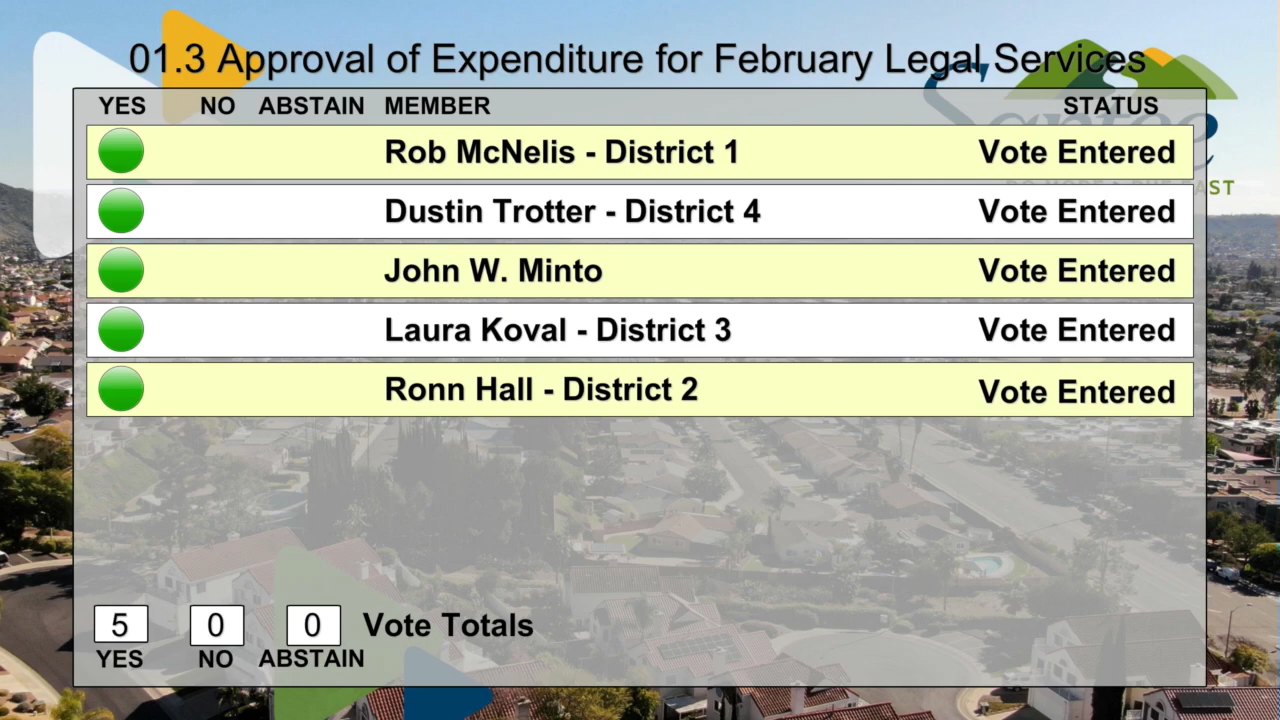 01.3 Approval of Expenditure for February Legal Services
YES NO ABSTAIN MEMBER STATUS
Rob McNelis - District 1 Vote Entered
Dustin Trotter - District 4 Vote Entered
John W. Minto Vote Entered
Laura Koval - District 3 Vote Entered
Ronn Hall - District 2 Vote Entered
5 0 0 Vote Totals
YES NO ABSTAIN